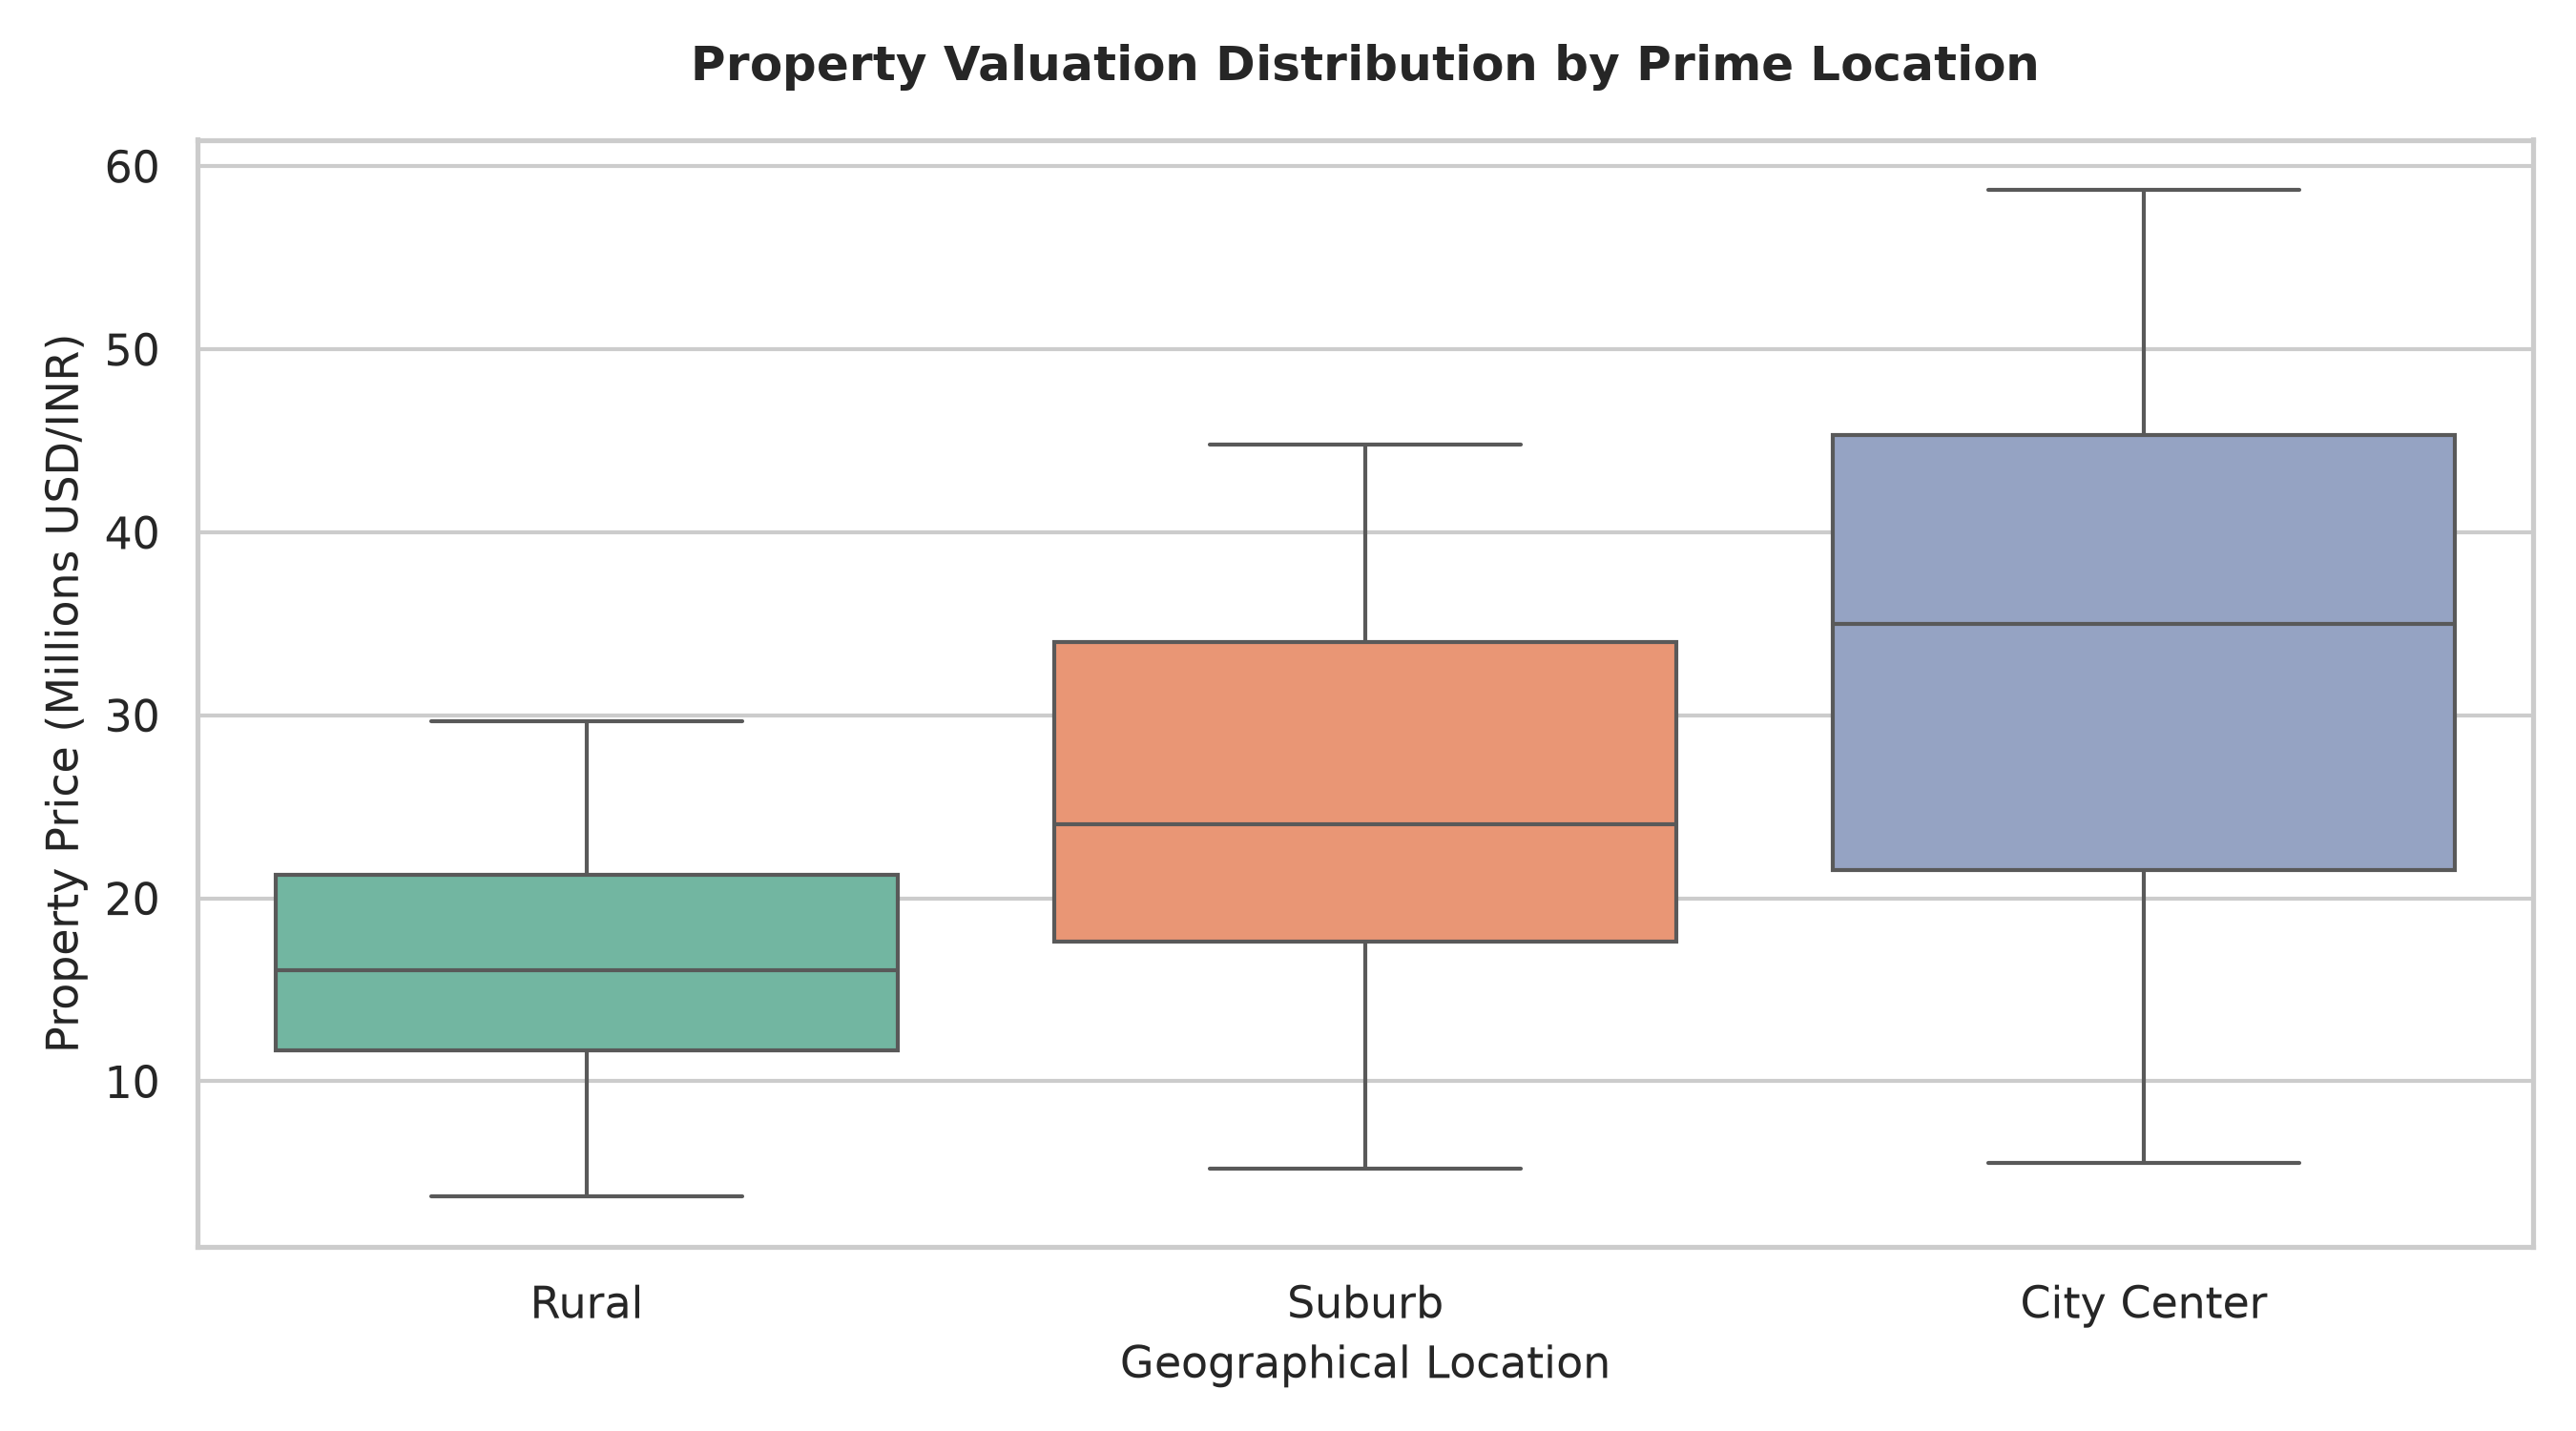 Property Valuation Distribution by Prime Location
Property Price (Millions USD/INR)
60
50
40
30
20
10
Rural
Suburb
City Center
Geographical Location